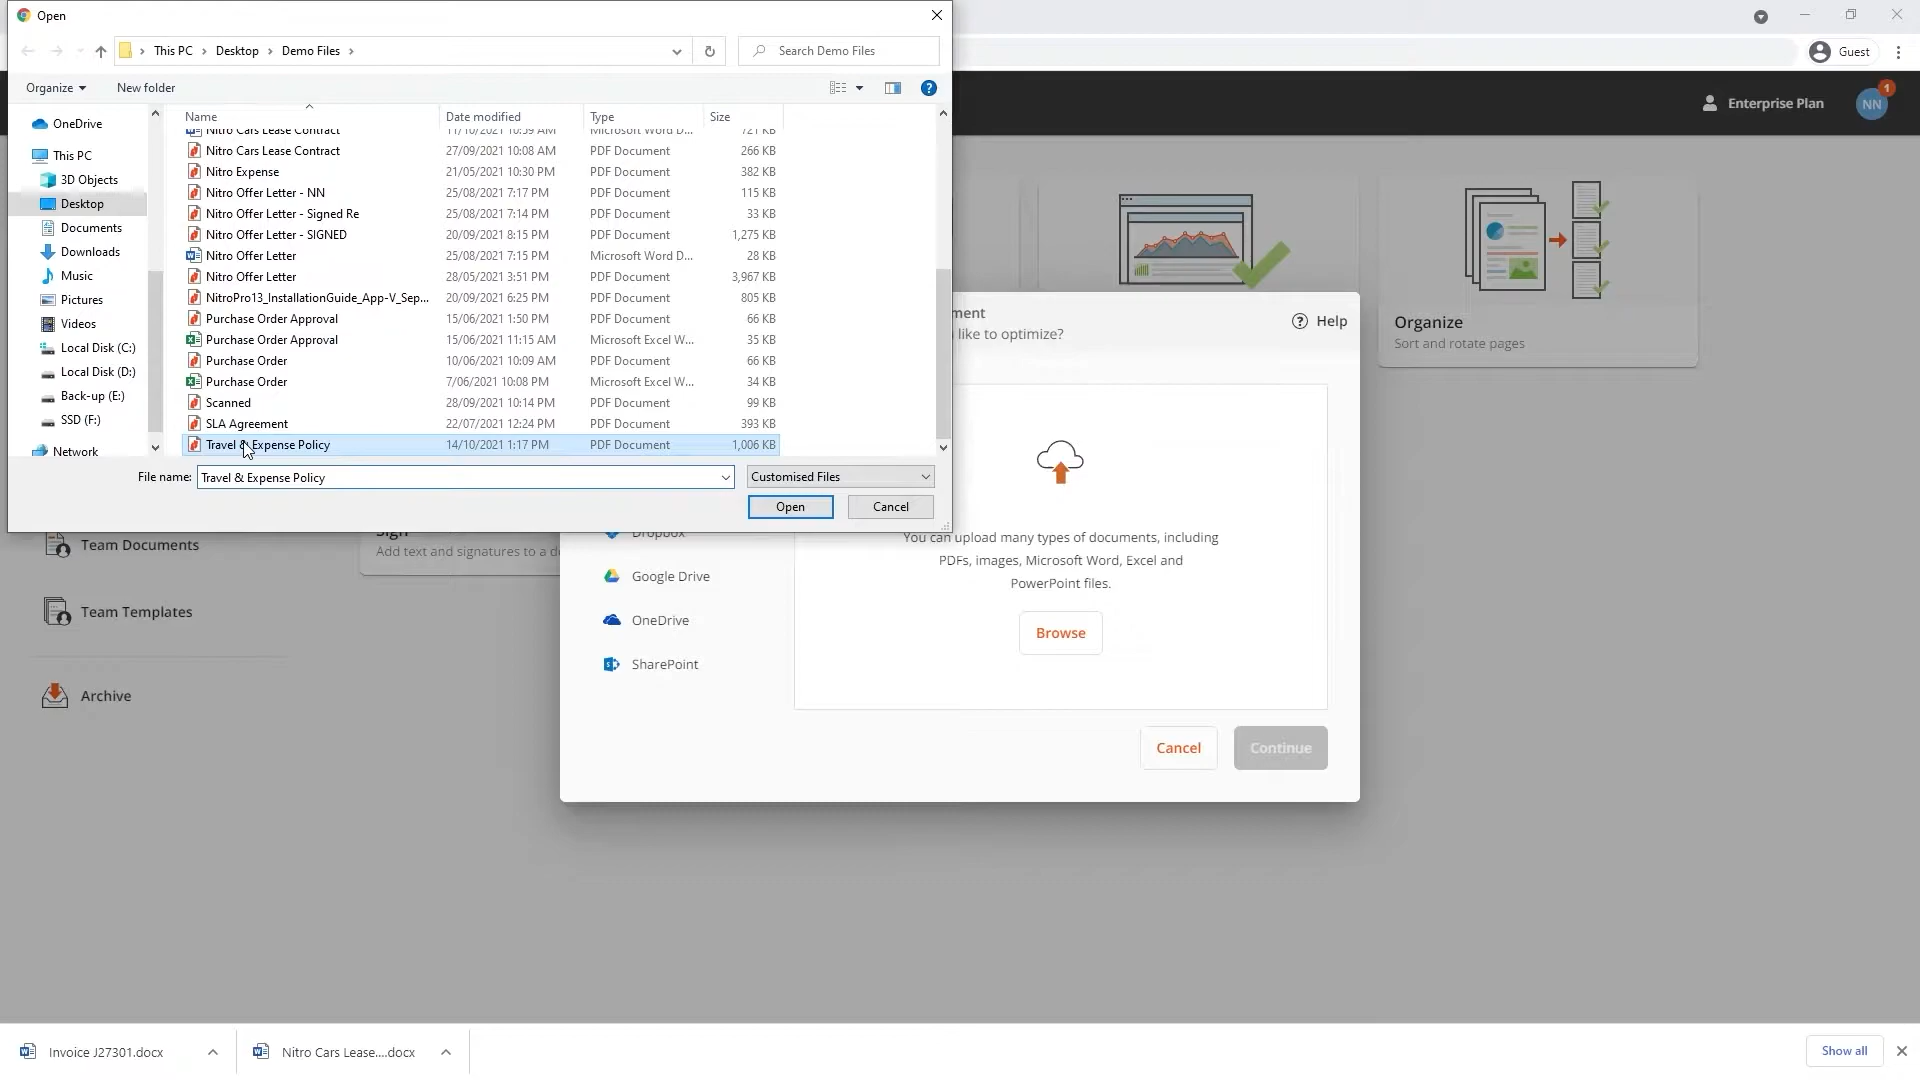 Open
This PC > Desktop > Demo Files >
Search Demo Files
Guest
Organize
New folder
Enterprise Plan
NN
1
Name Date modified Type Size
OneDrive
This PC
3D Objects
Desktop
Documents
Downloads
Music
Pictures
Videos
Local Disk (C:)
Local Disk (D:)
Back-up (E:)
SSD (F:)
Network
Nitro Cars Lease Contract 11/10/2021 10:59 AM Microsoft Word D... 721 KB
Nitro Cars Lease Contract 27/09/2021 10:08 AM PDF Document 266 KB
Nitro Expense 21/05/2021 10:30 PM PDF Document 382 KB
Nitro Offer Letter - NN 25/08/2021 7:17 PM PDF Document 115 KB
Nitro Offer Letter - Signed Re 25/08/2021 7:14 PM PDF Document 33 KB
Nitro Offer Letter - SIGNED 20/09/2021 8:15 PM PDF Document 1,275 KB
Nitro Offer Letter 25/08/2021 7:15 PM Microsoft Word D... 28 KB
Nitro Offer Letter 28/05/2021 3:51 PM PDF Document 3,967 KB
NitroPro13_InstallationGuide_App-V_Sep... 20/09/2021 6:25 PM PDF Document 805 KB
Purchase Order Approval 15/06/2021 1:50 PM PDF Document 66 KB
Purchase Order Approval 15/06/2021 11:15 AM Microsoft Excel W... 35 KB
Purchase Order 10/06/2021 10:09 AM PDF Document 66 KB
Purchase Order 7/06/2021 10:08 PM Microsoft Excel W... 34 KB
Scanned 28/09/2021 10:14 PM PDF Document 99 KB
SLA Agreement 22/07/2021 12:24 PM PDF Document 393 KB
Travel & Expense Policy 14/10/2021 1:17 PM PDF Document 1,006 KB
File name: Travel & Expense Policy
Customised Files
Open
Cancel
ment
like to optimize?
Help
Organize
Sort and rotate pages
Sign
Add text and signatures to a d
Team Documents
Team Templates
Archive
Dropbox
Google Drive
OneDrive
SharePoint
You can upload many types of documents, including
PDFs, images, Microsoft Word, Excel and
PowerPoint files.
Browse
Cancel
Continue
Invoice J27301.docx
Nitro Cars Lease....docx
Show all